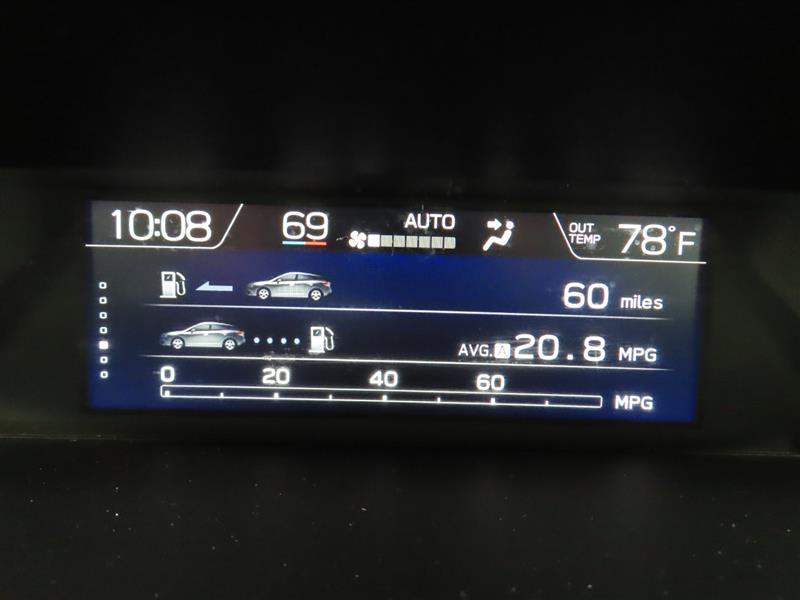 10:08 69 AUTO OUT TEMP 78°F
60 miles
AVG. A 20.8 MPG
0 20 40 60
MPG